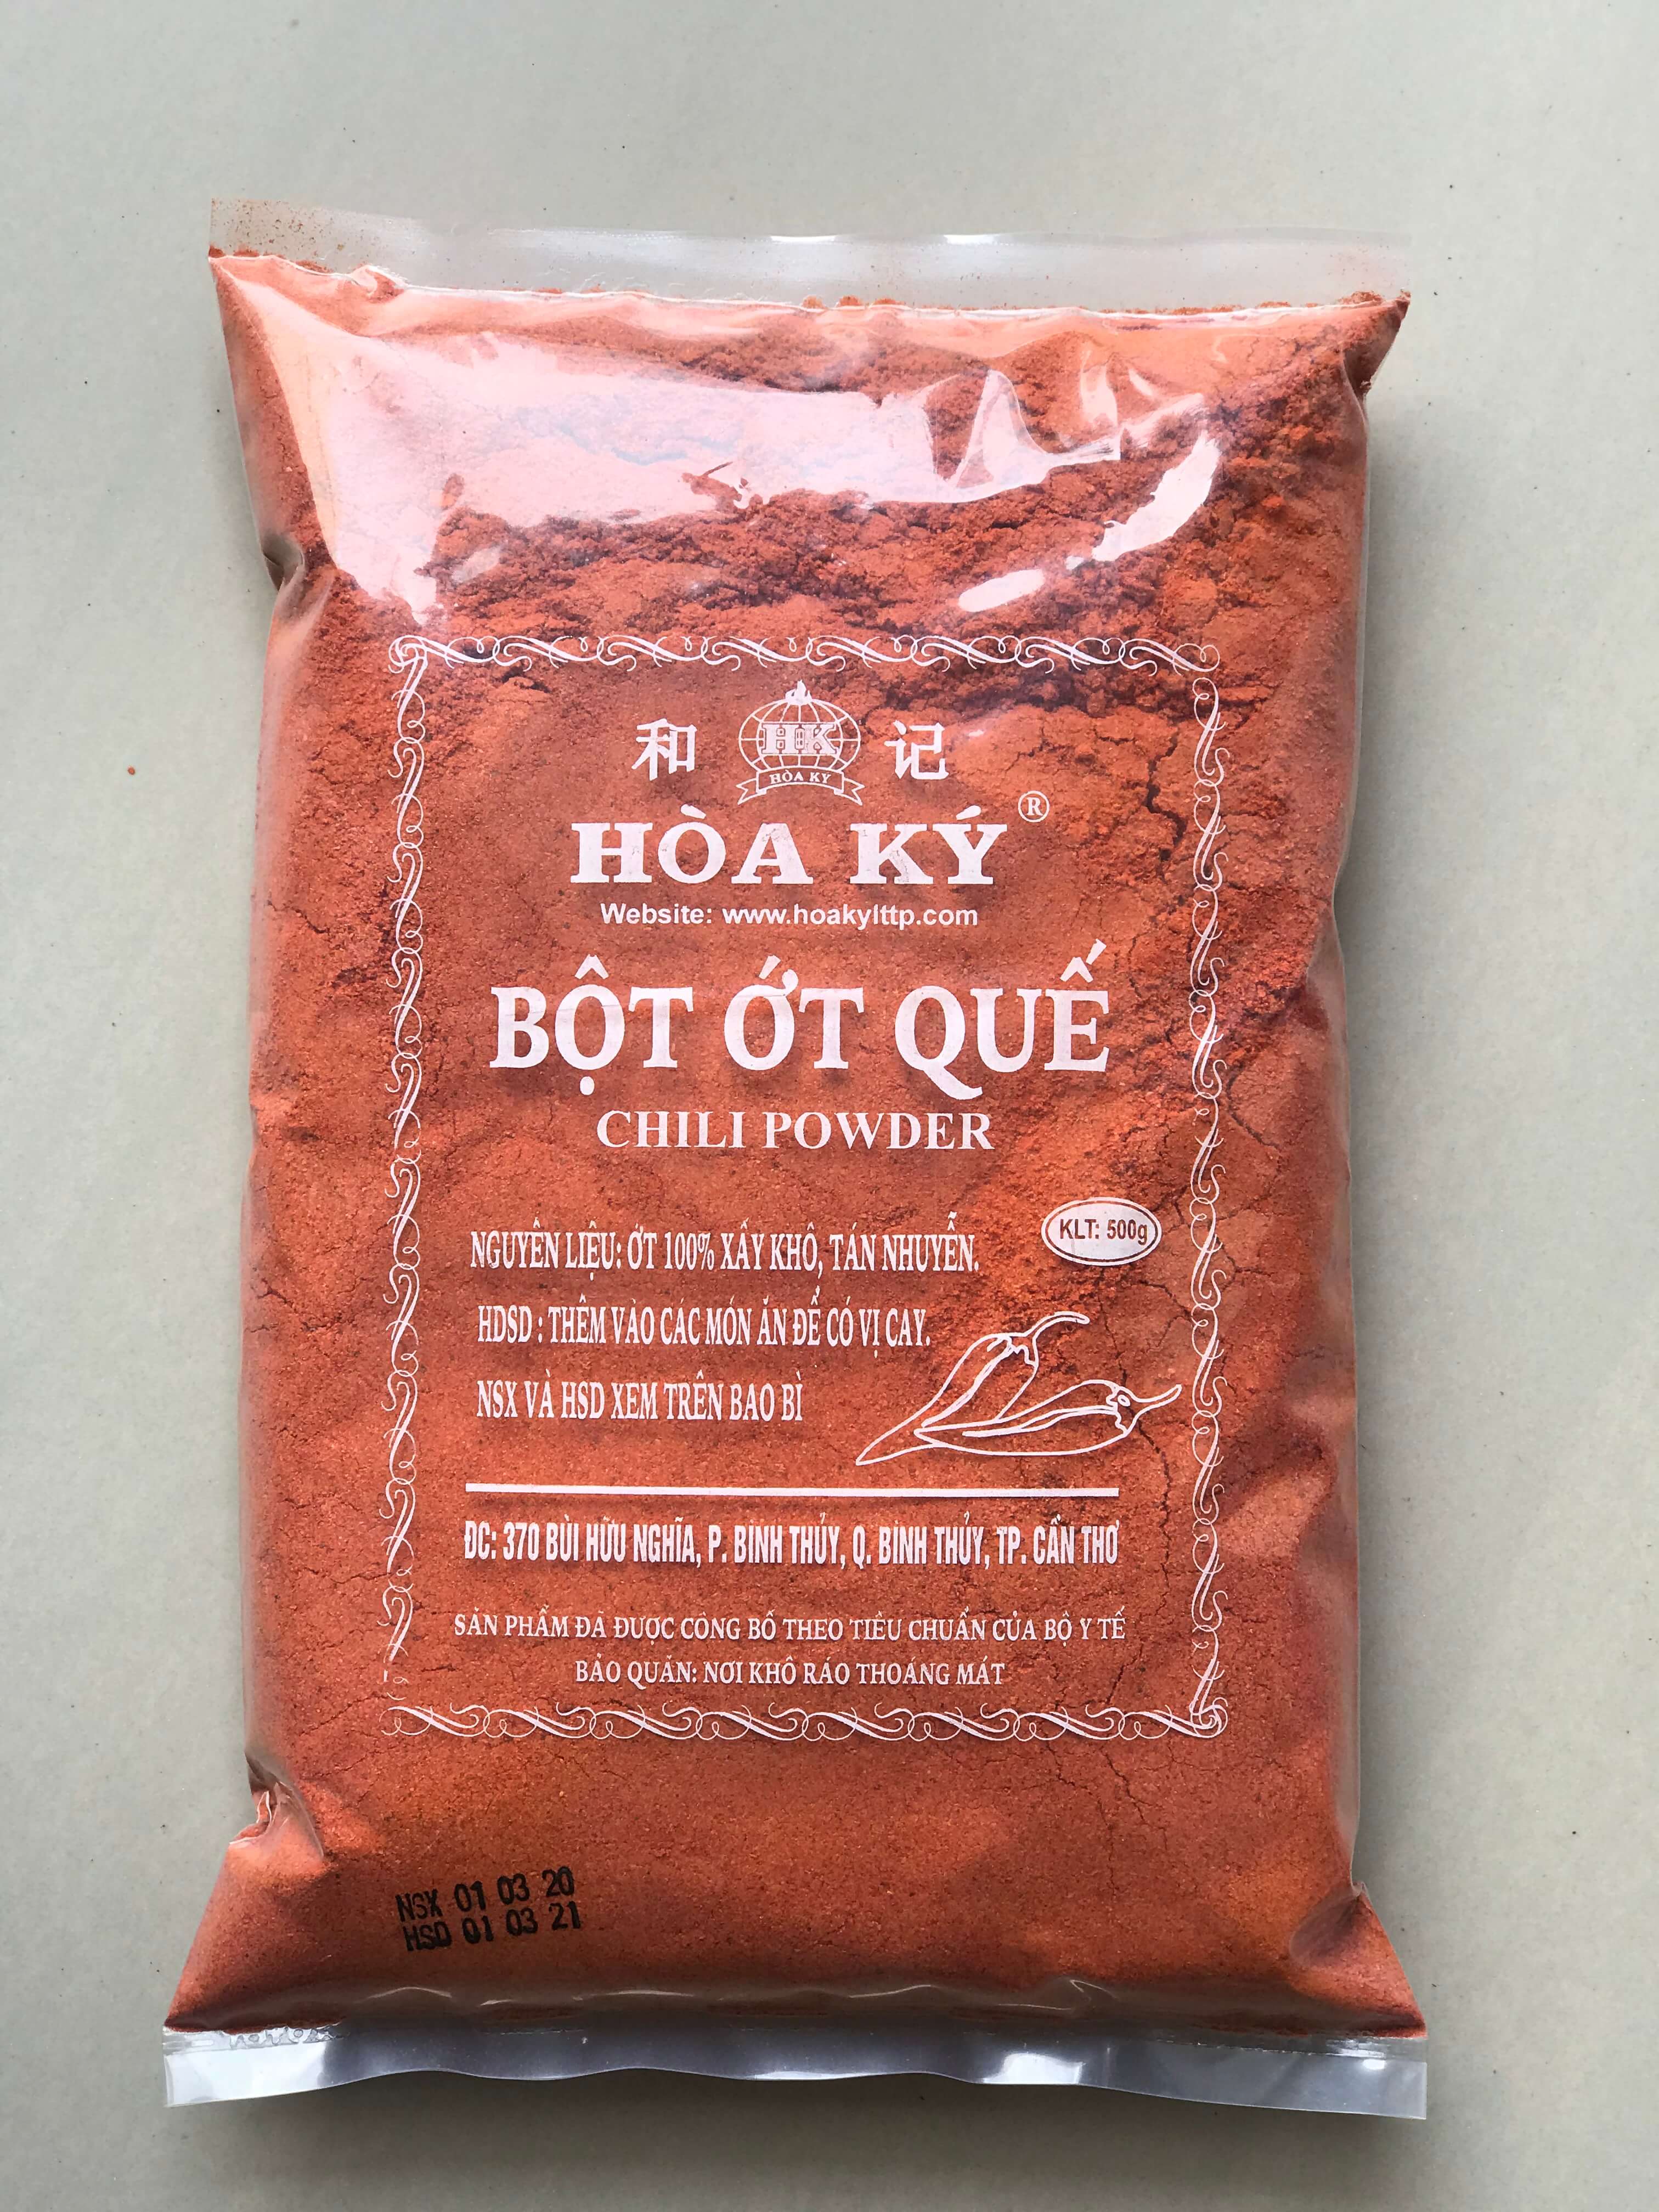 和 HK 记
HÒA KÝ
HÒA KÝ ®
Website: www.hoakylttp.com
BỘT ỚT QUẾ
CHILI POWDER
KLT: 500g
NGUYÊN LIỆU: ỚT 100% XẤY KHÔ, TÁN NHUYỄN.
HDSD : THÊM VÀO CÁC MÓN ĂN ĐỂ CÓ VỊ CAY.
NSX VÀ HSD XEM TRÊN BAO BÌ
ĐC: 370 BÙI HỮU NGHĨA, P. BÌNH THỦY, Q. BÌNH THỦY, TP. CẦN THƠ
SẢN PHẨM ĐÃ ĐƯỢC CÔNG BỐ THEO TIÊU CHUẨN CỦA BỘ Y TẾ
BẢO QUẢN: NƠI KHÔ RÁO THOÁNG MÁT
NSX 01 03 20
HSD 01 03 21